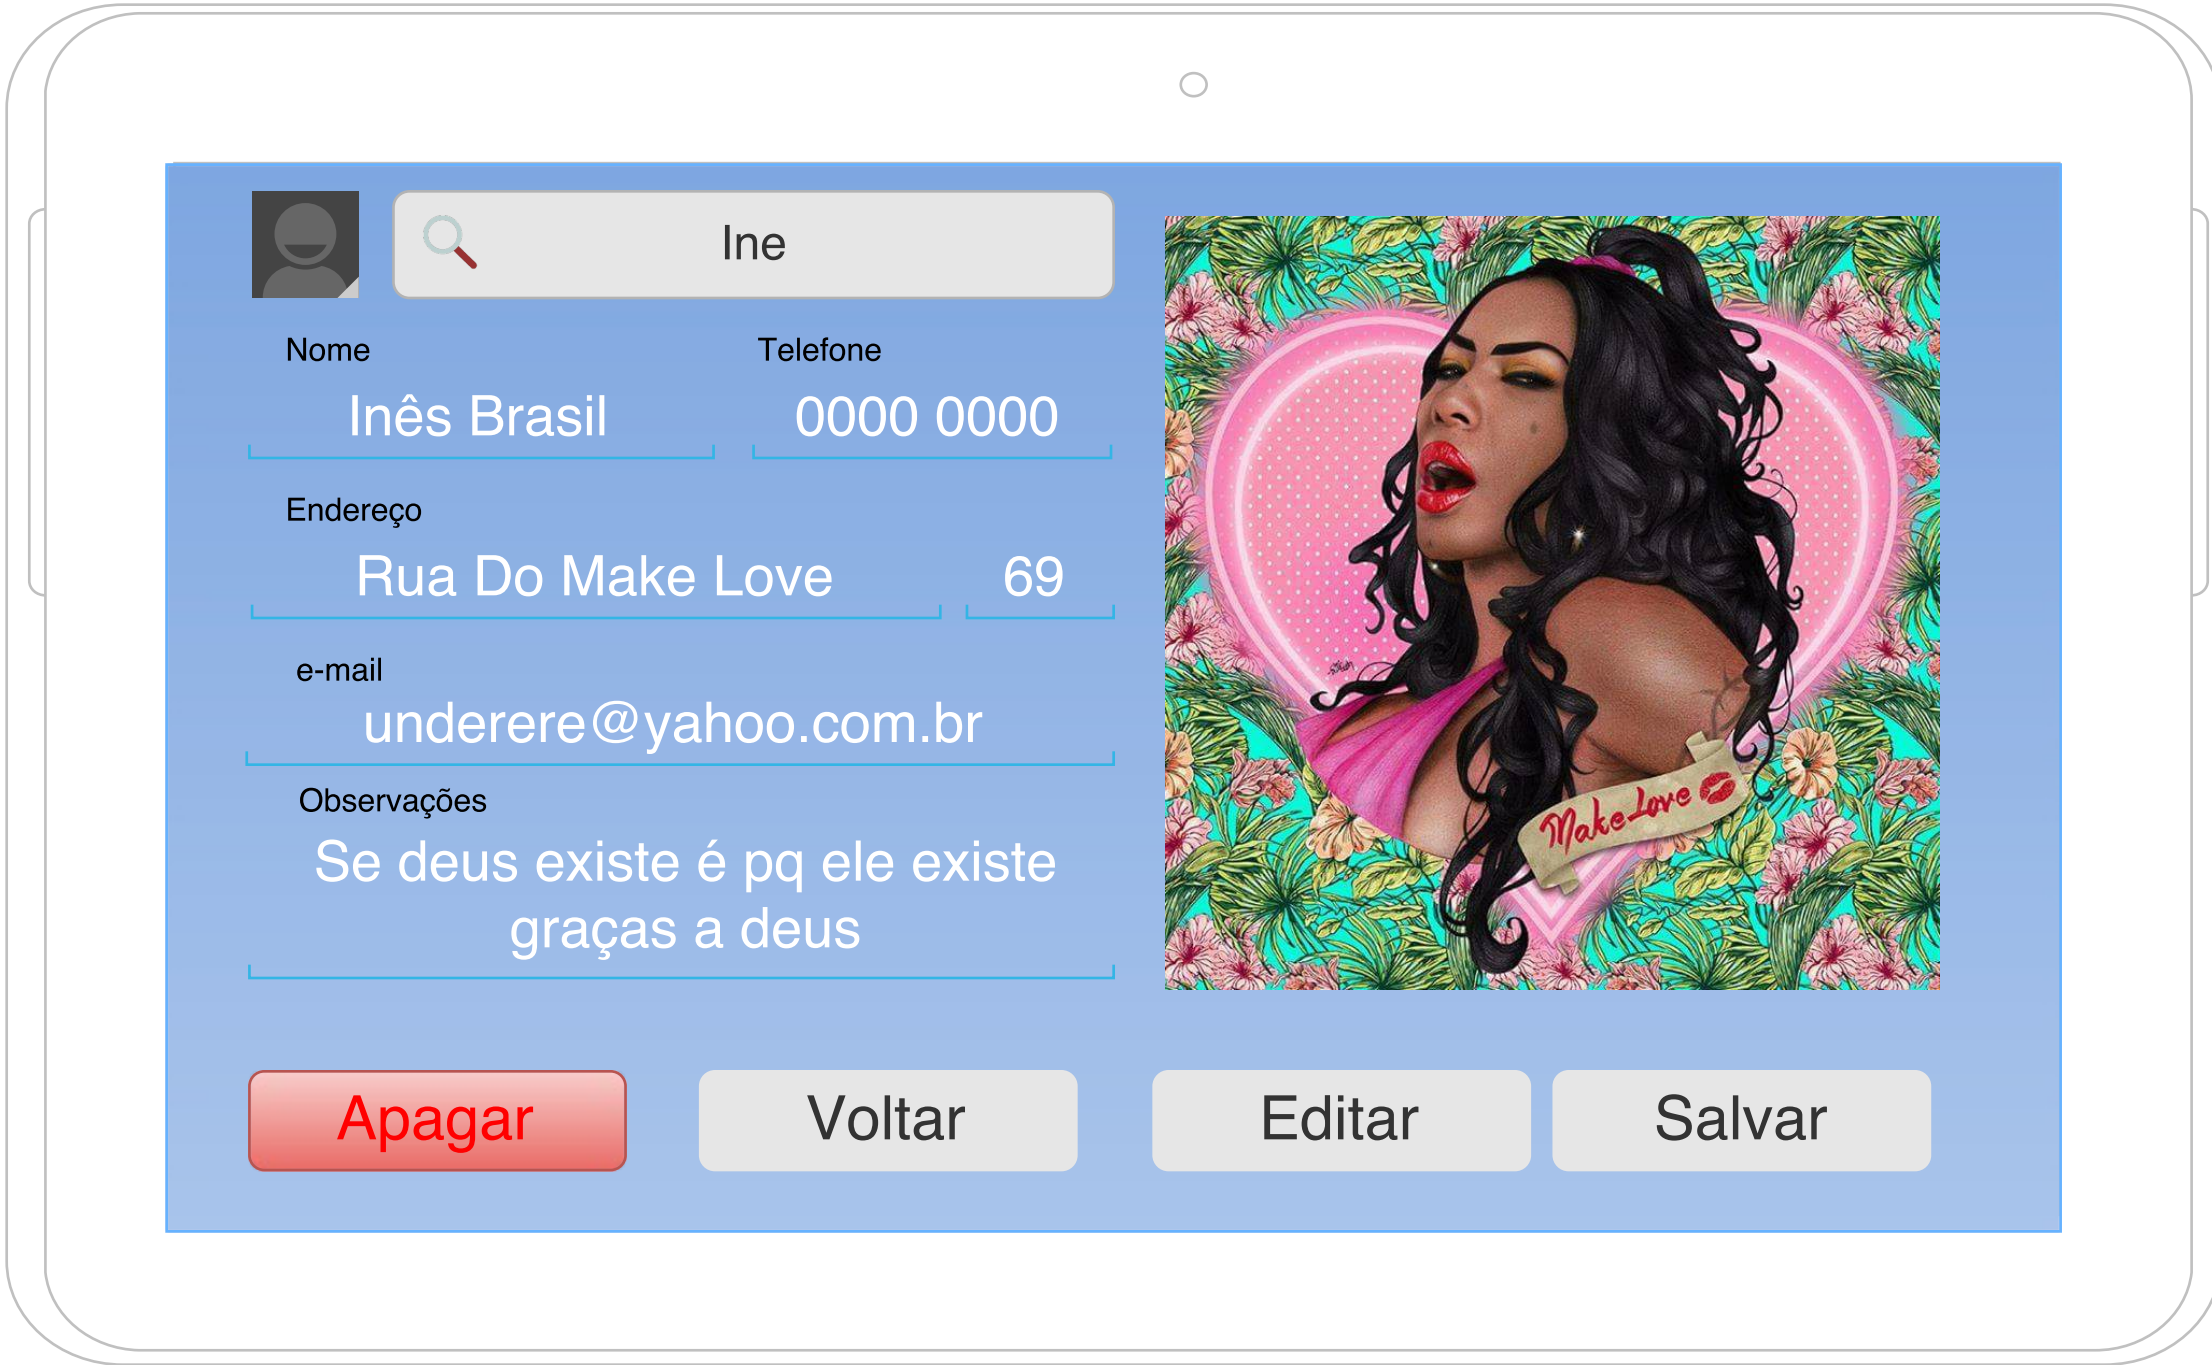 Ine
Nome
Telefone
Inês Brasil
0000 0000
Endereço
Rua Do Make Love
69
e-mail
underere@yahoo.com.br
Observações
Se deus existe é pq ele existe
graças a deus
Make Love
Apagar
Voltar
Editar
Salvar